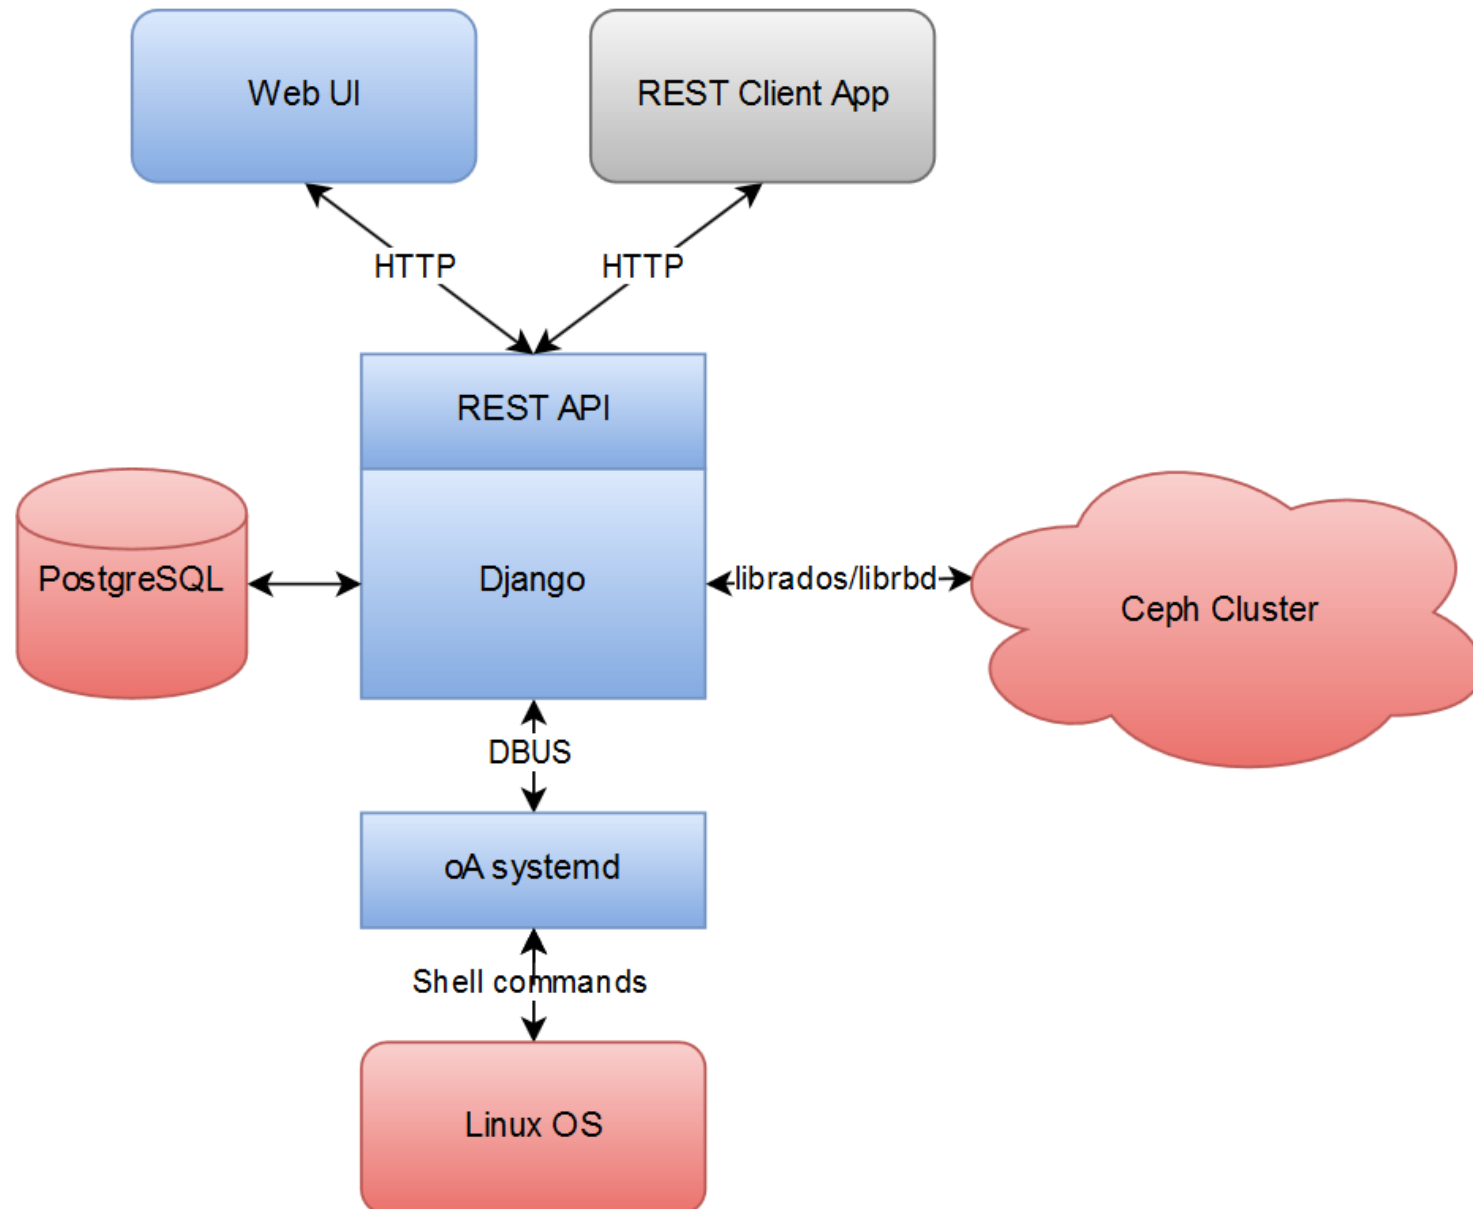 Web UI
REST Client App
HTTP
HTTP
REST API
PostgreSQL
Django
librados/librbd
Ceph Cluster
DBUS
oA systemd
Shell commands
Linux OS